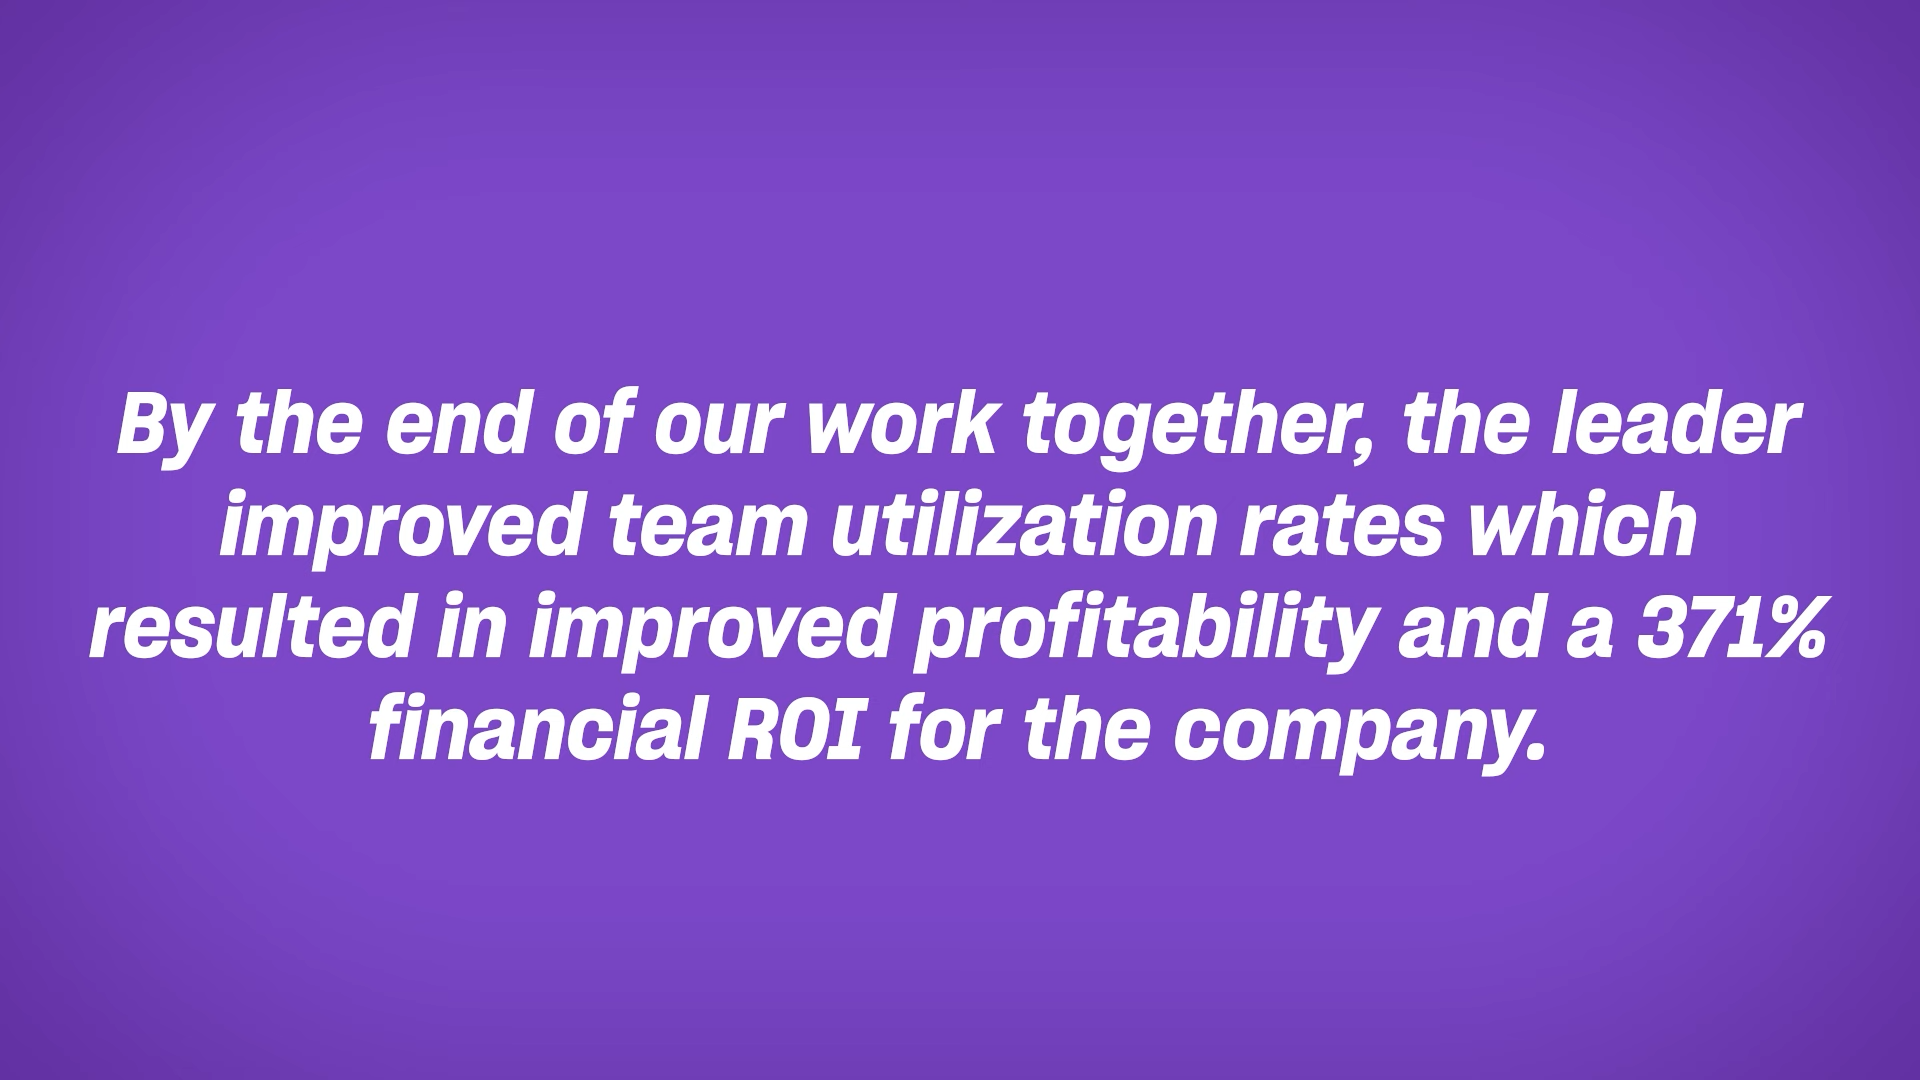 By the end of our work together, the leader
improved team utilization rates which
resulted in improved profitability and a 371%
financial ROI for the company.